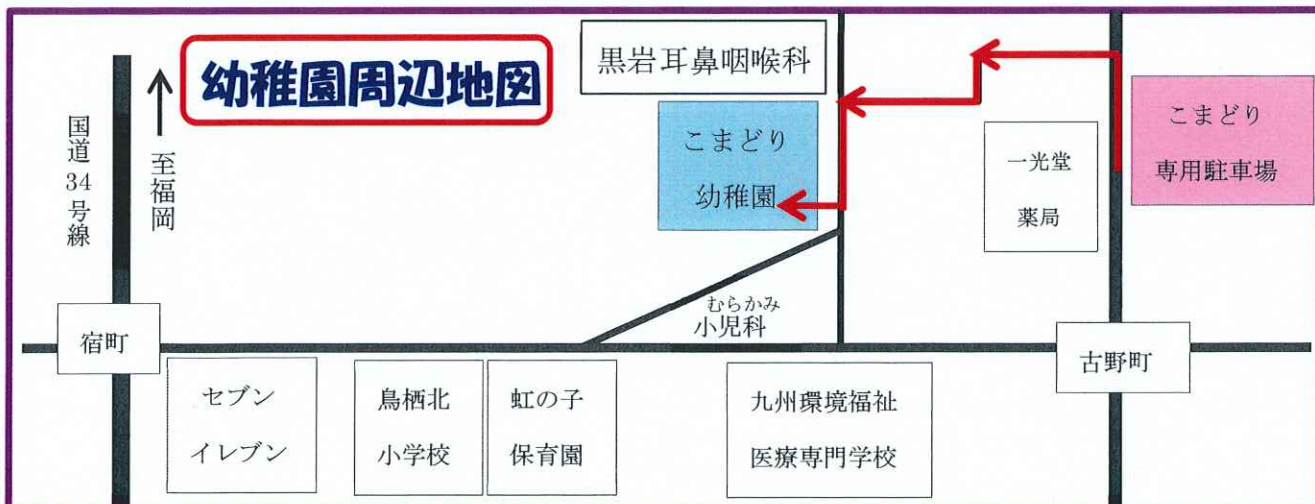 幼稚園周辺地図
国道34号線
至福岡
黒岩耳鼻咽喉科
こまどり
幼稚園
一光堂
薬局
こまどり
専用駐車場
むらかみ
小児科
宿町
古野町
セブン
イレブン
鳥栖北
小学校
虹の子
保育園
九州環境福祉
医療専門学校